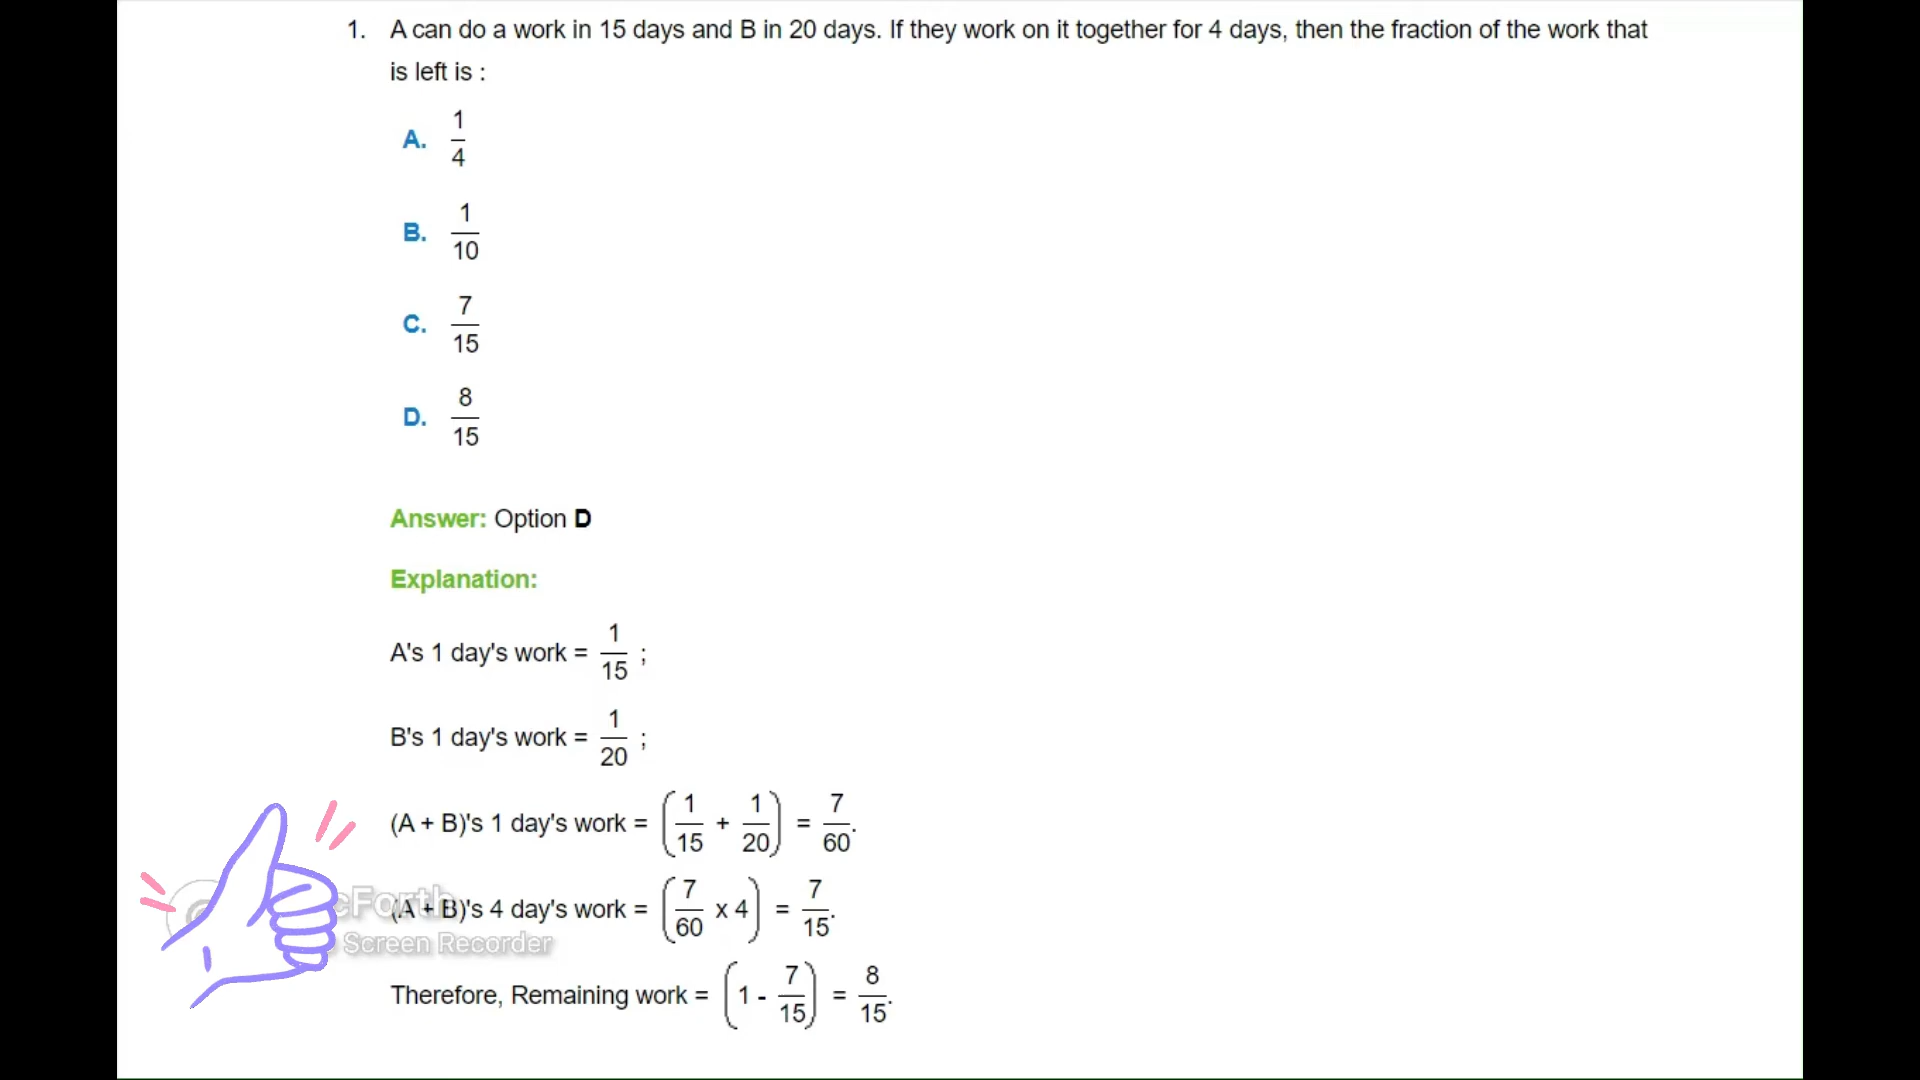 1. A can do a work in 15 days and B in 20 days. If they work on it together for 4 days, then the fraction of the work that
is left is :
A. 1/4
B. 1/10
C. 7/15
D. 8/15
Answer: Option D
Explanation:
A's 1 day's work = 1/15 ;
B's 1 day's work = 1/20 ;
(A + B)'s 1 day's work = (1/15 + 1/20) = 7/60.
(A + B)'s 4 day's work = (7/60 x 4) = 7/15.
Screen Recorder
Therefore, Remaining work = (1 - 7/15) = 8/15.